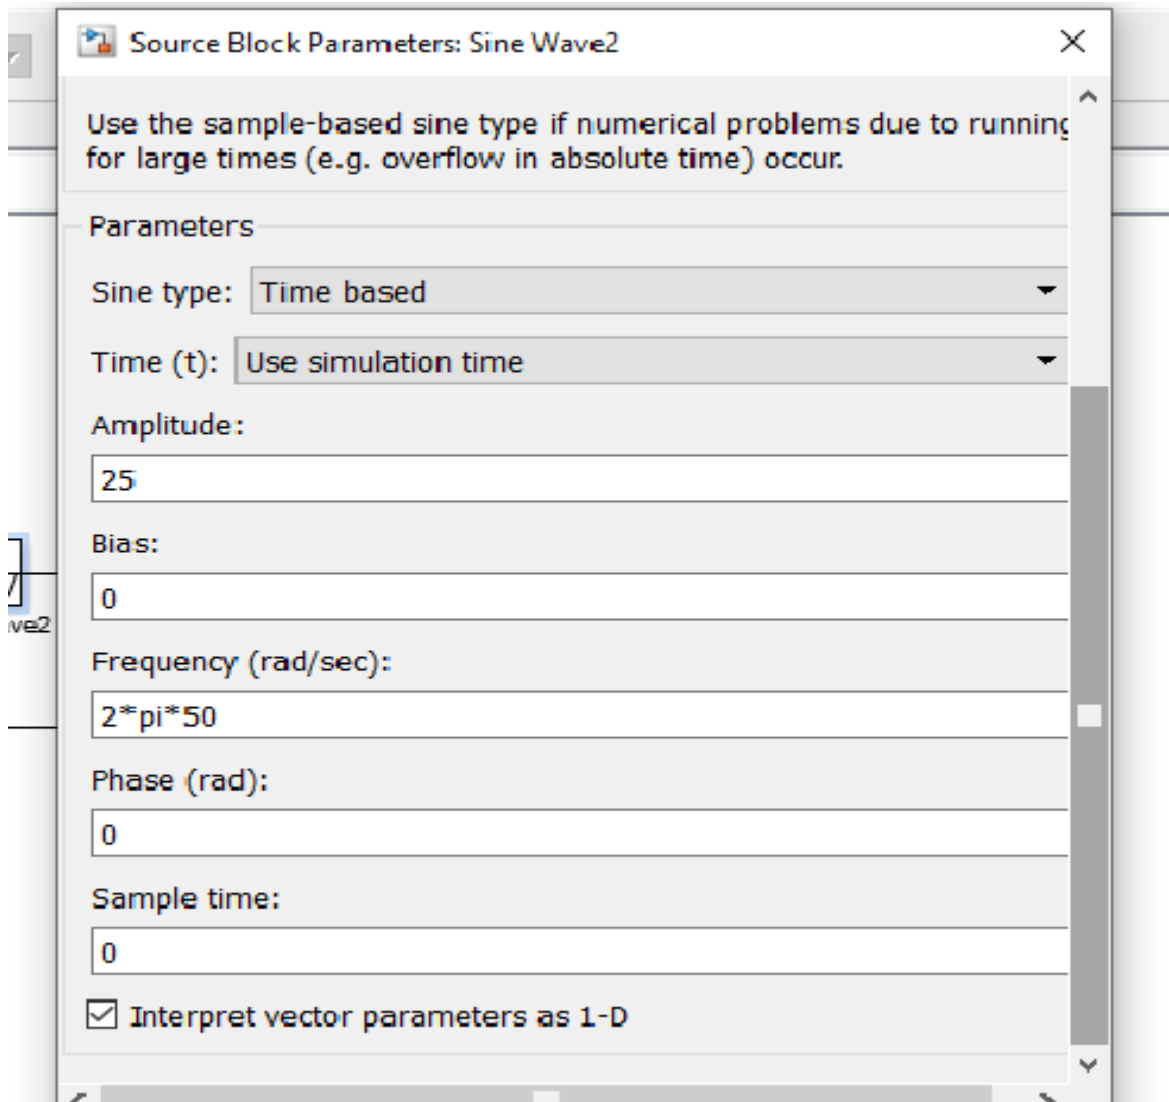 Source Block Parameters: Sine Wave2
Use the sample-based sine type if numerical problems due to running
for large times (e.g. overflow in absolute time) occur.
Parameters
Sine type: Time based
Time (t): Use simulation time
Amplitude:
25
Bias:
0
Frequency (rad/sec):
2*pi*50
ve2
Phase (rad):
0
Sample time:
0
Interpret vector parameters as 1-D